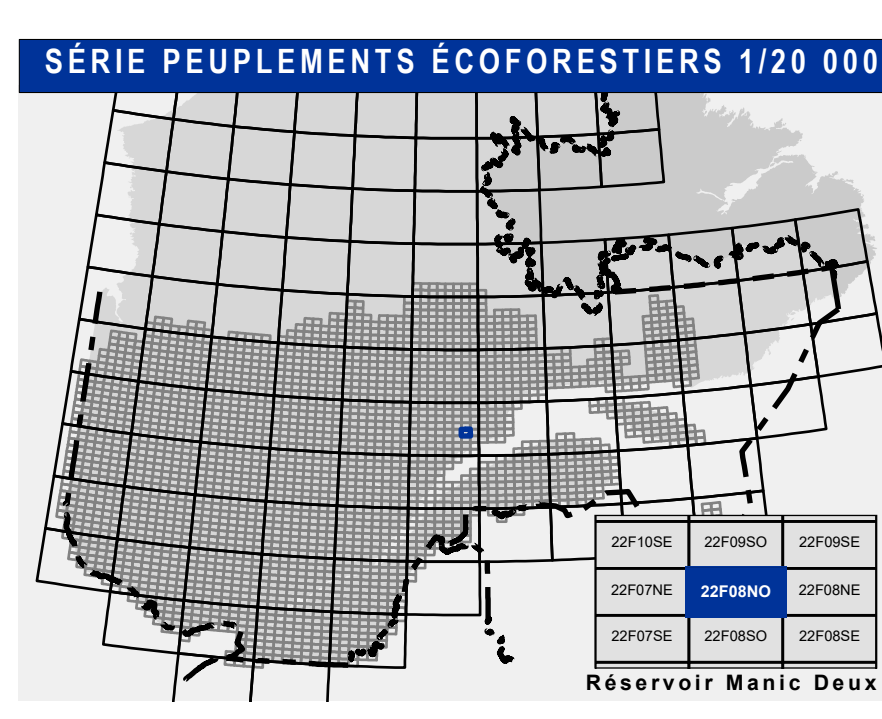 SÉRIE PEUPLEMENTS ÉCOFORESTIERS 1/20 000
22F10SE 22F09SO 22F09SE
22F07NE 22F08NO 22F08NE
22F07SE 22F08SO 22F08SE
Réservoir Manic Deux